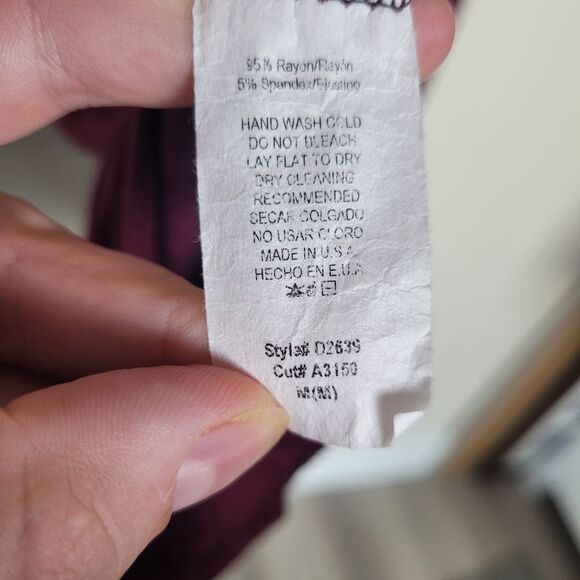 95% Rayon/Rayón
5% Spandex/Elastino
HAND WASH COLD
DO NOT BLEACH
LAY FLAT TO DRY
DRY CLEANING
RECOMMENDED
SECAR COLGADO
NO USAR CLORO
MADE IN U.S.A.
HECHO EN E.U.A.
Style# D2639
Cut# A3150
M(M)